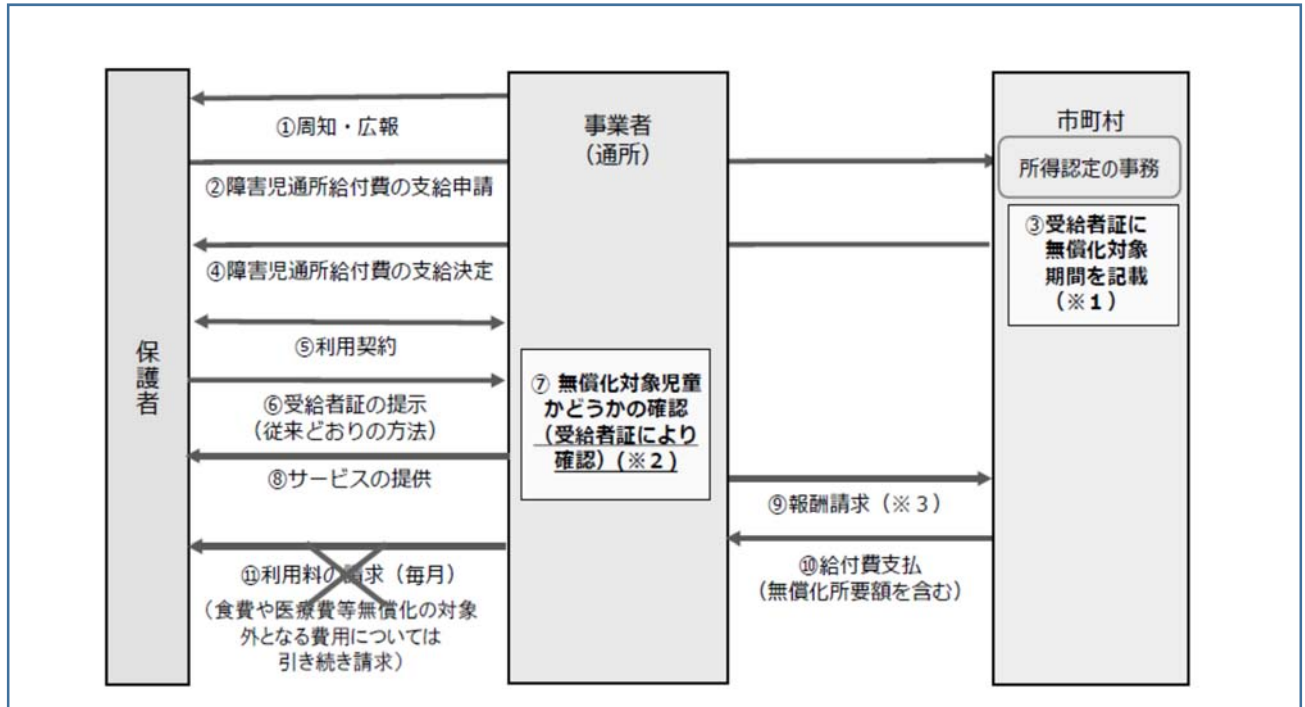 保護者
事業者
（通所）
市町村
所得認定の事務
①周知・広報
②障害児通所給付費の支給申請
③受給者証に
無償化対象
期間を記載
（※１）
④障害児通所給付費の支給決定
⑤利用契約
⑥受給者証の提示
（従来どおりの方法）
⑦ 無償化対象児童
かどうかの確認
（受給者証により
確認）（※２）
⑧サービスの提供
⑨報酬請求（※３）
⑩給付費支払
（無償化所要額を含む）
⑪利用料の請求（毎月）
（食費や医療費等無償化の対象
外となる費用については
引き続き請求）